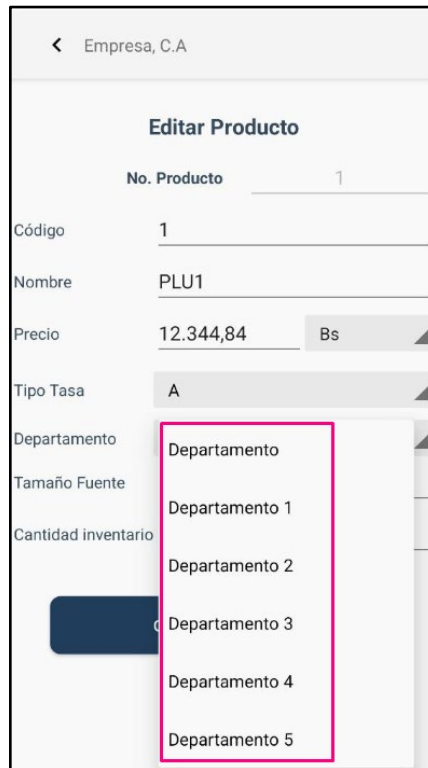 Empresa, C.A
Editar Producto
No. Producto 1
Código 1
Nombre PLU1
Precio 12.344,84 Bs
Tipo Tasa A
Departamento
Departamento
Tamaño Fuente
Departamento 1
Cantidad inventario
Departamento 2
Departamento 3
Departamento 4
Departamento 5